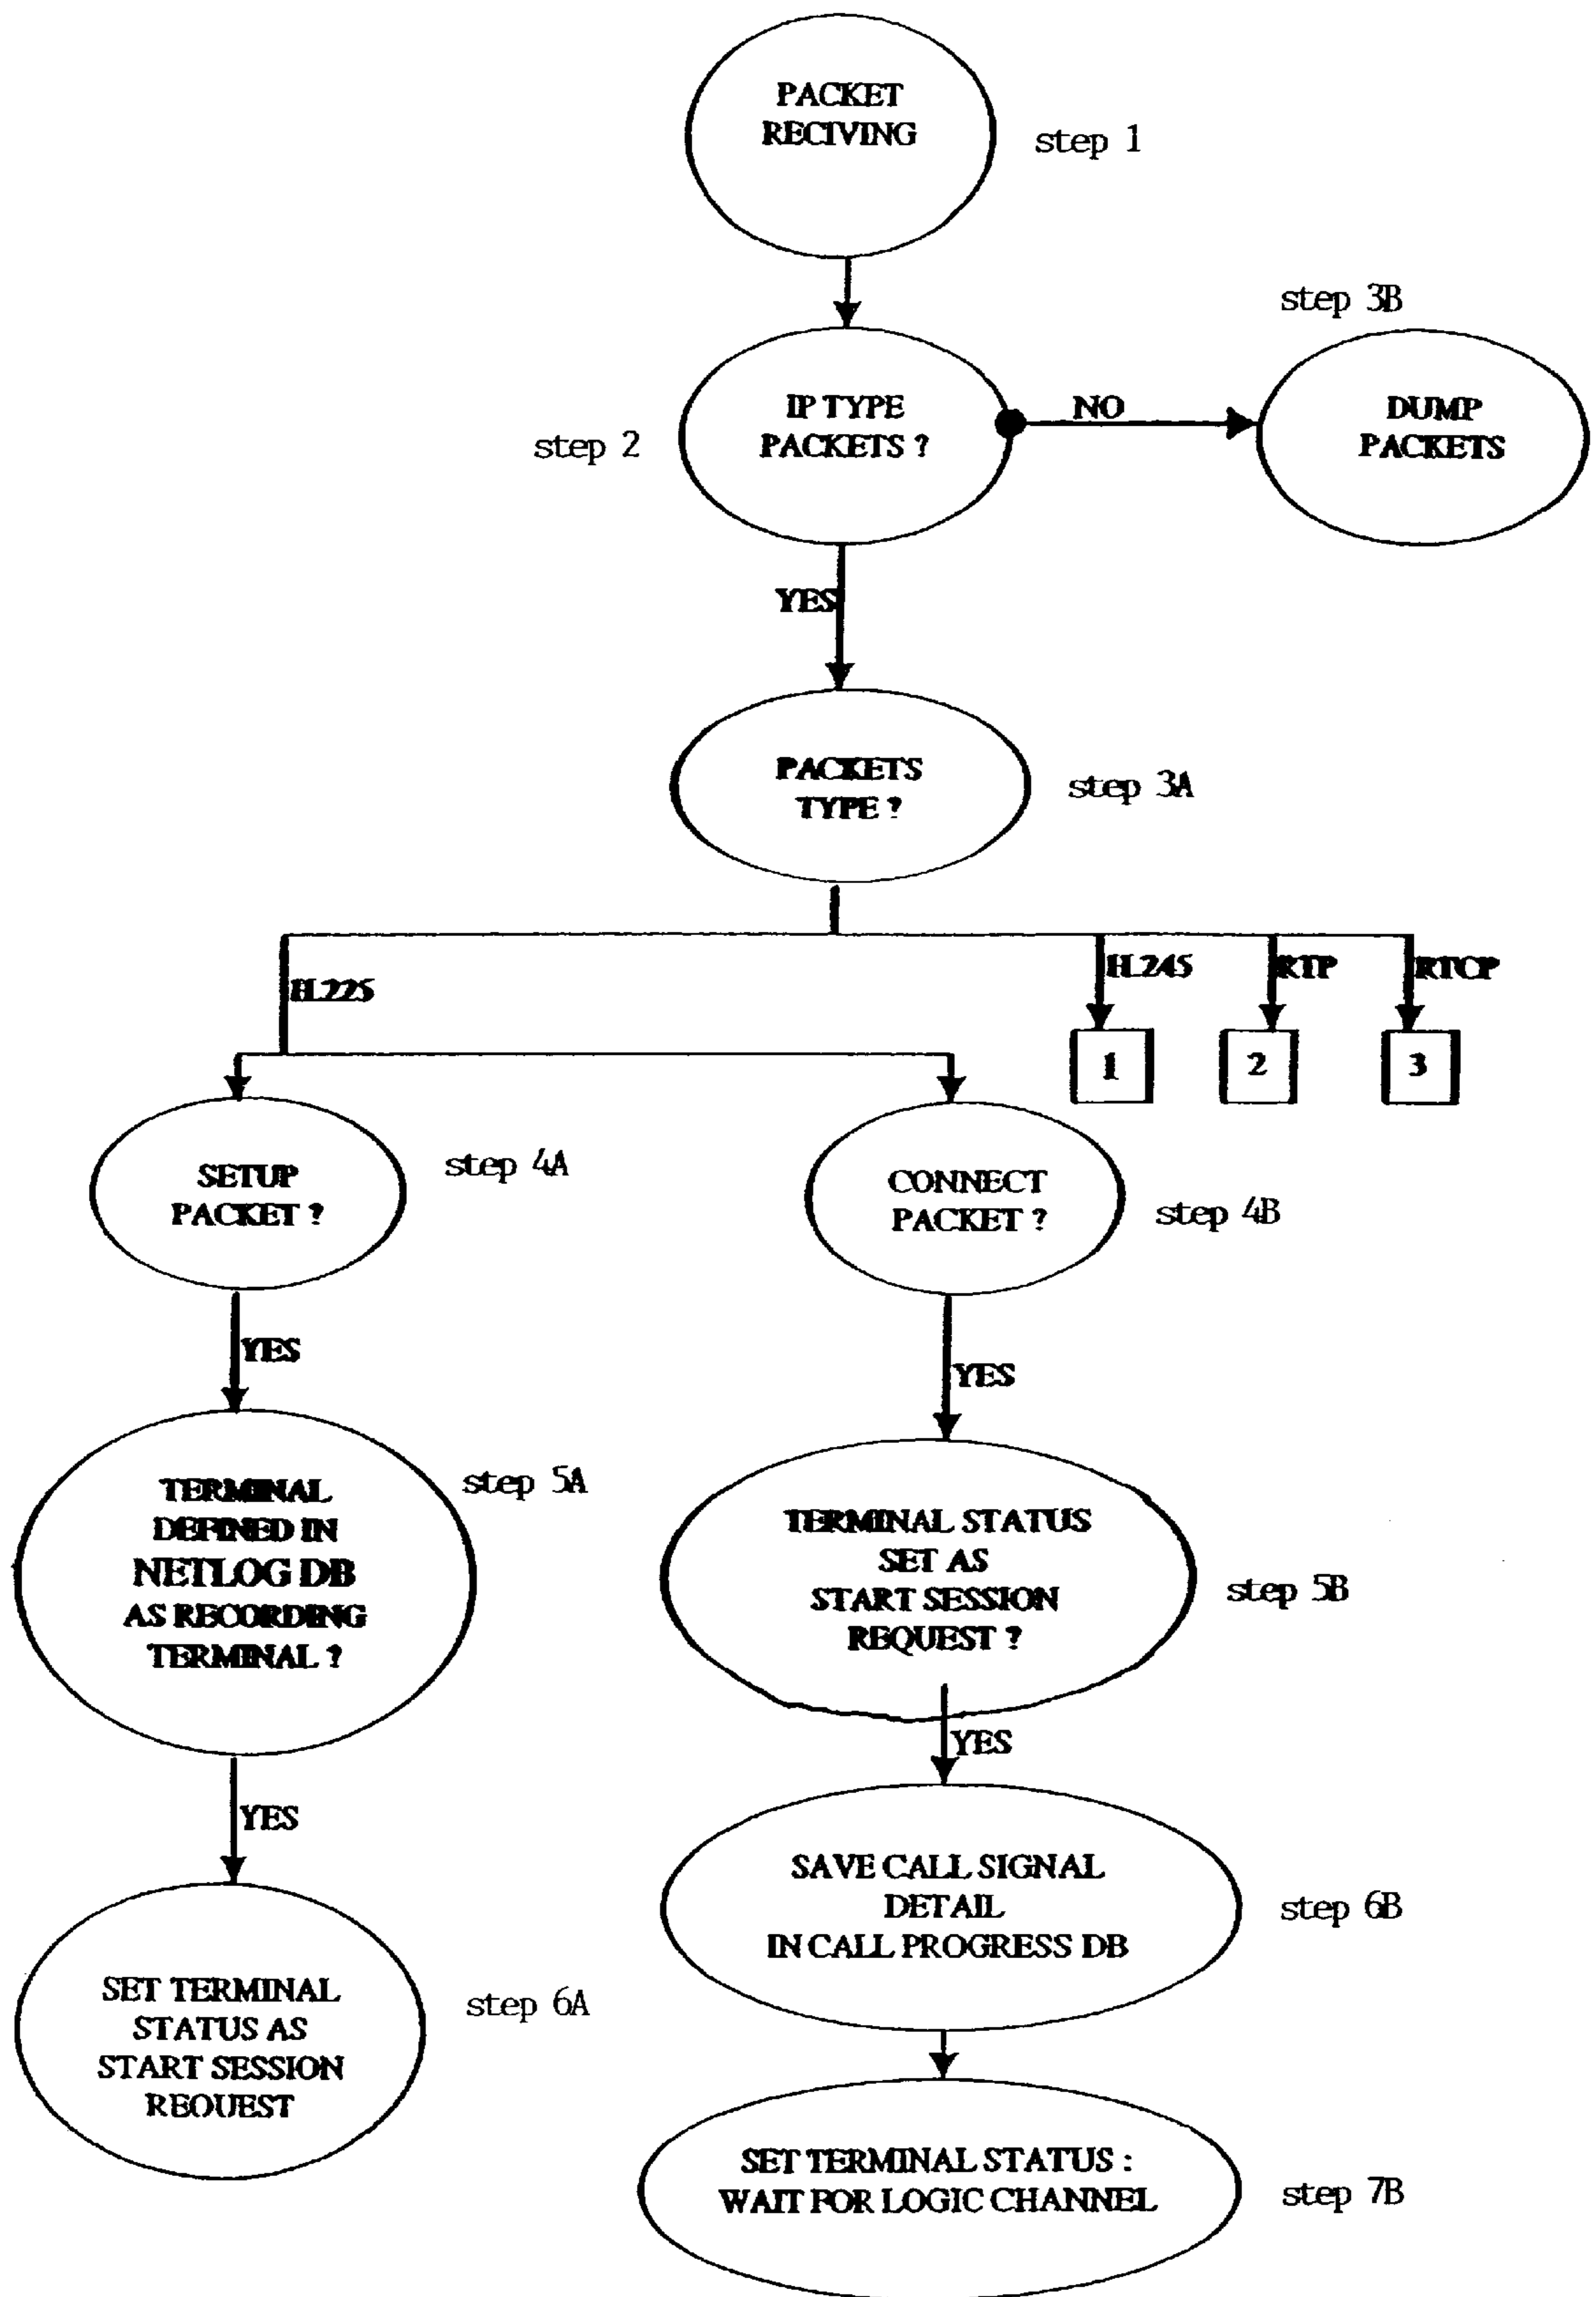 PACKET
RECIVING
step 1
step 3B
IP TYPE
PACKETS ?
step 2
NO
DUMP
PACKETS
YES
PACKETS
TYPE ?
step 3A
H.225
H.245
RTP
RTCP
1
2
3
SETUP
PACKET ?
step 4A
CONNECT
PACKET ?
step 4B
YES
YES
TERMINAL
DEFINED IN
NETLOG DB
AS RECORDING
TERMINAL ?
step 5A
TERMINAL STATUS
SET AS
START SESSION
REQUEST ?
step 5B
YES
YES
SAVE CALL SIGNAL
DETAIL
IN CALL PROGRESS DB
step 6B
SET TERMINAL
STATUS AS
START SESSION
REQUEST
step 6A
SET TERMINAL STATUS :
WAIT FOR LOGIC CHANNEL
step 7B